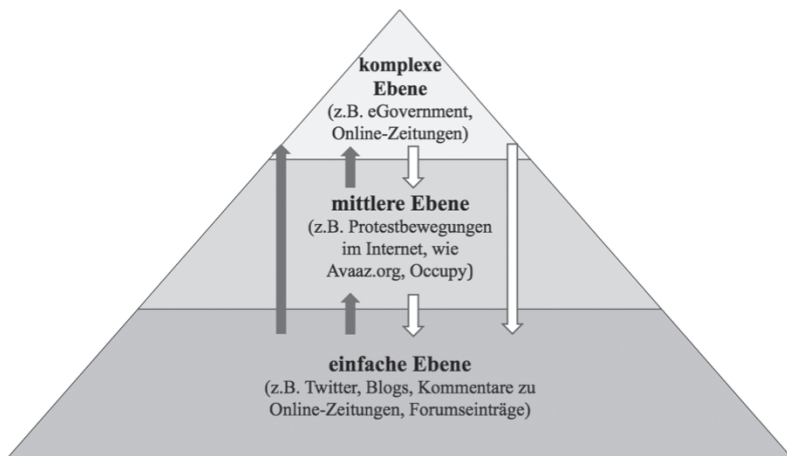 komplexe
Ebene
(z.B. eGovernment,
Online-Zeitungen)
mittlere Ebene
(z.B. Protestbewegungen
im Internet, wie
Avaaz.org, Occupy)
einfache Ebene
(z.B. Twitter, Blogs, Kommentare zu
Online-Zeitungen, Forumseinträge)